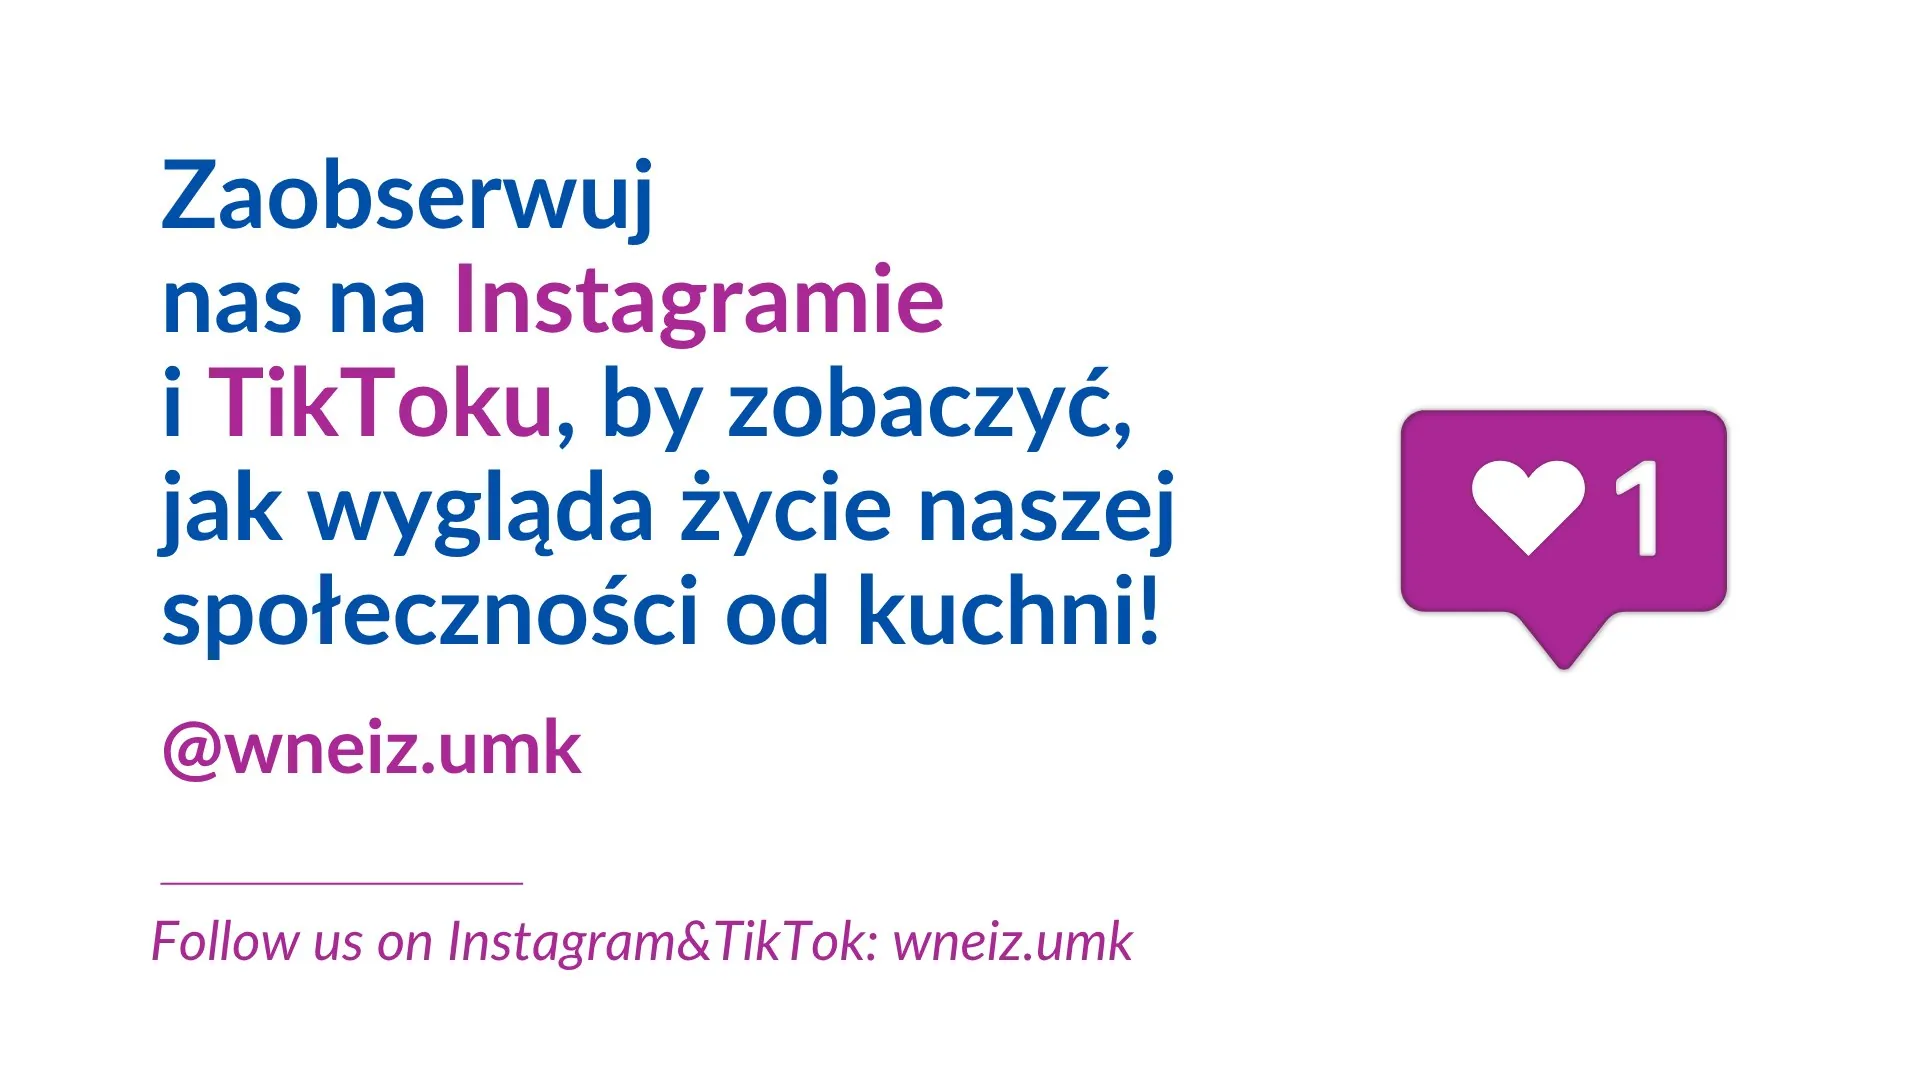 Zaobserwuj
nas na Instagramie
i TikToku, by zobaczyć,
jak wygląda życie naszej
społeczności od kuchni!
@wneiz.umk
1
Follow us on Instagram&TikTok: wneiz.umk